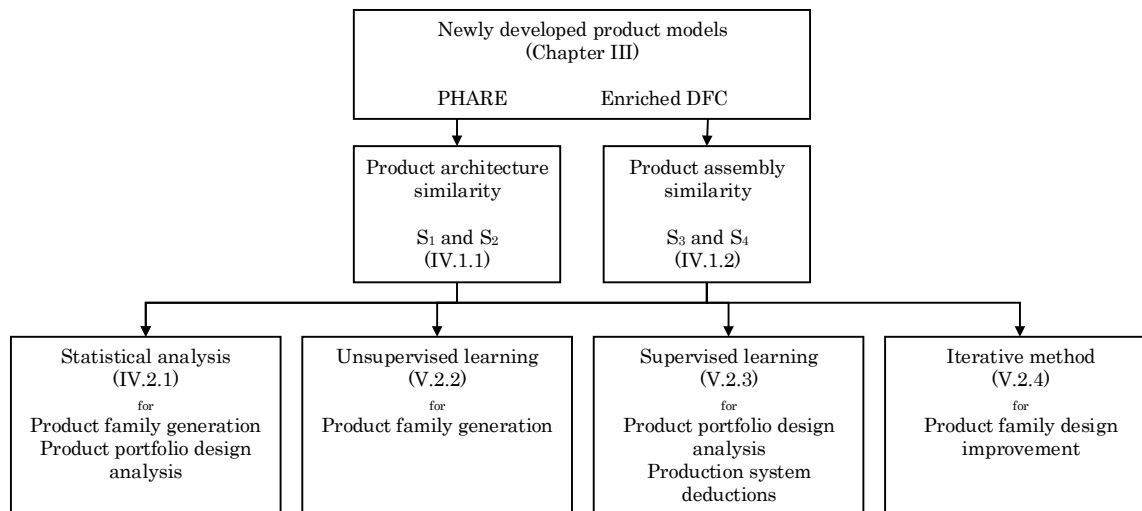 Newly developed product models
(Chapter III)
PHARE Enriched DFC
Product architecture
similarity
S₁ and S₂
(IV.1.1)
Product assembly
similarity
S₃ and S₄
(IV.1.2)
Statistical analysis
(IV.2.1)
for
Product family generation
Product portfolio design
analysis
Unsupervised learning
(V.2.2)
for
Product family generation
Supervised learning
(V.2.3)
for
Product portfolio design
analysis
Production system
deductions
Iterative method
(V.2.4)
for
Product family design
improvement